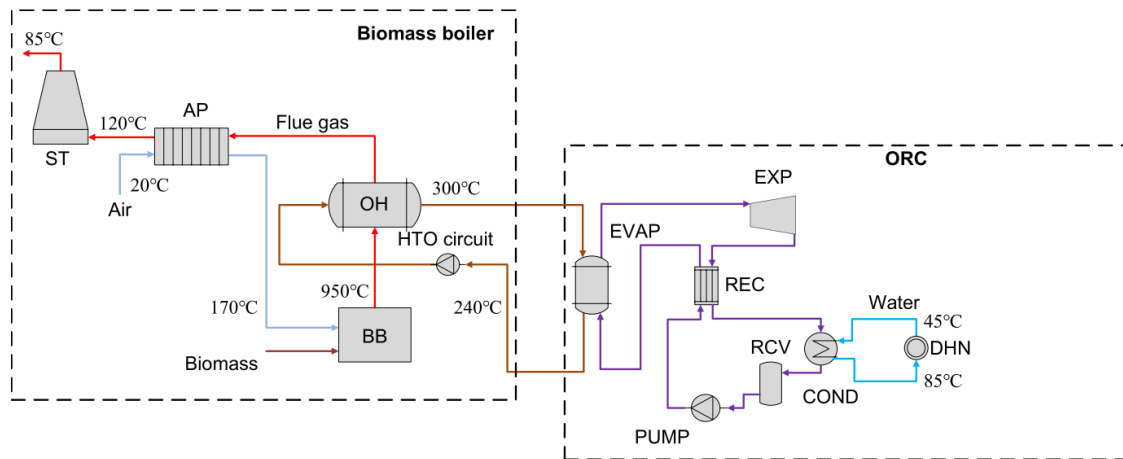 85℃
Biomass boiler
AP
120℃
Flue gas
ST
20℃
Air
OH
300℃
HTO circuit
170℃
950℃
240℃
BB
Biomass
ORC
EXP
EVAP
REC
Water
45℃
RCV
DHN
85℃
COND
PUMP